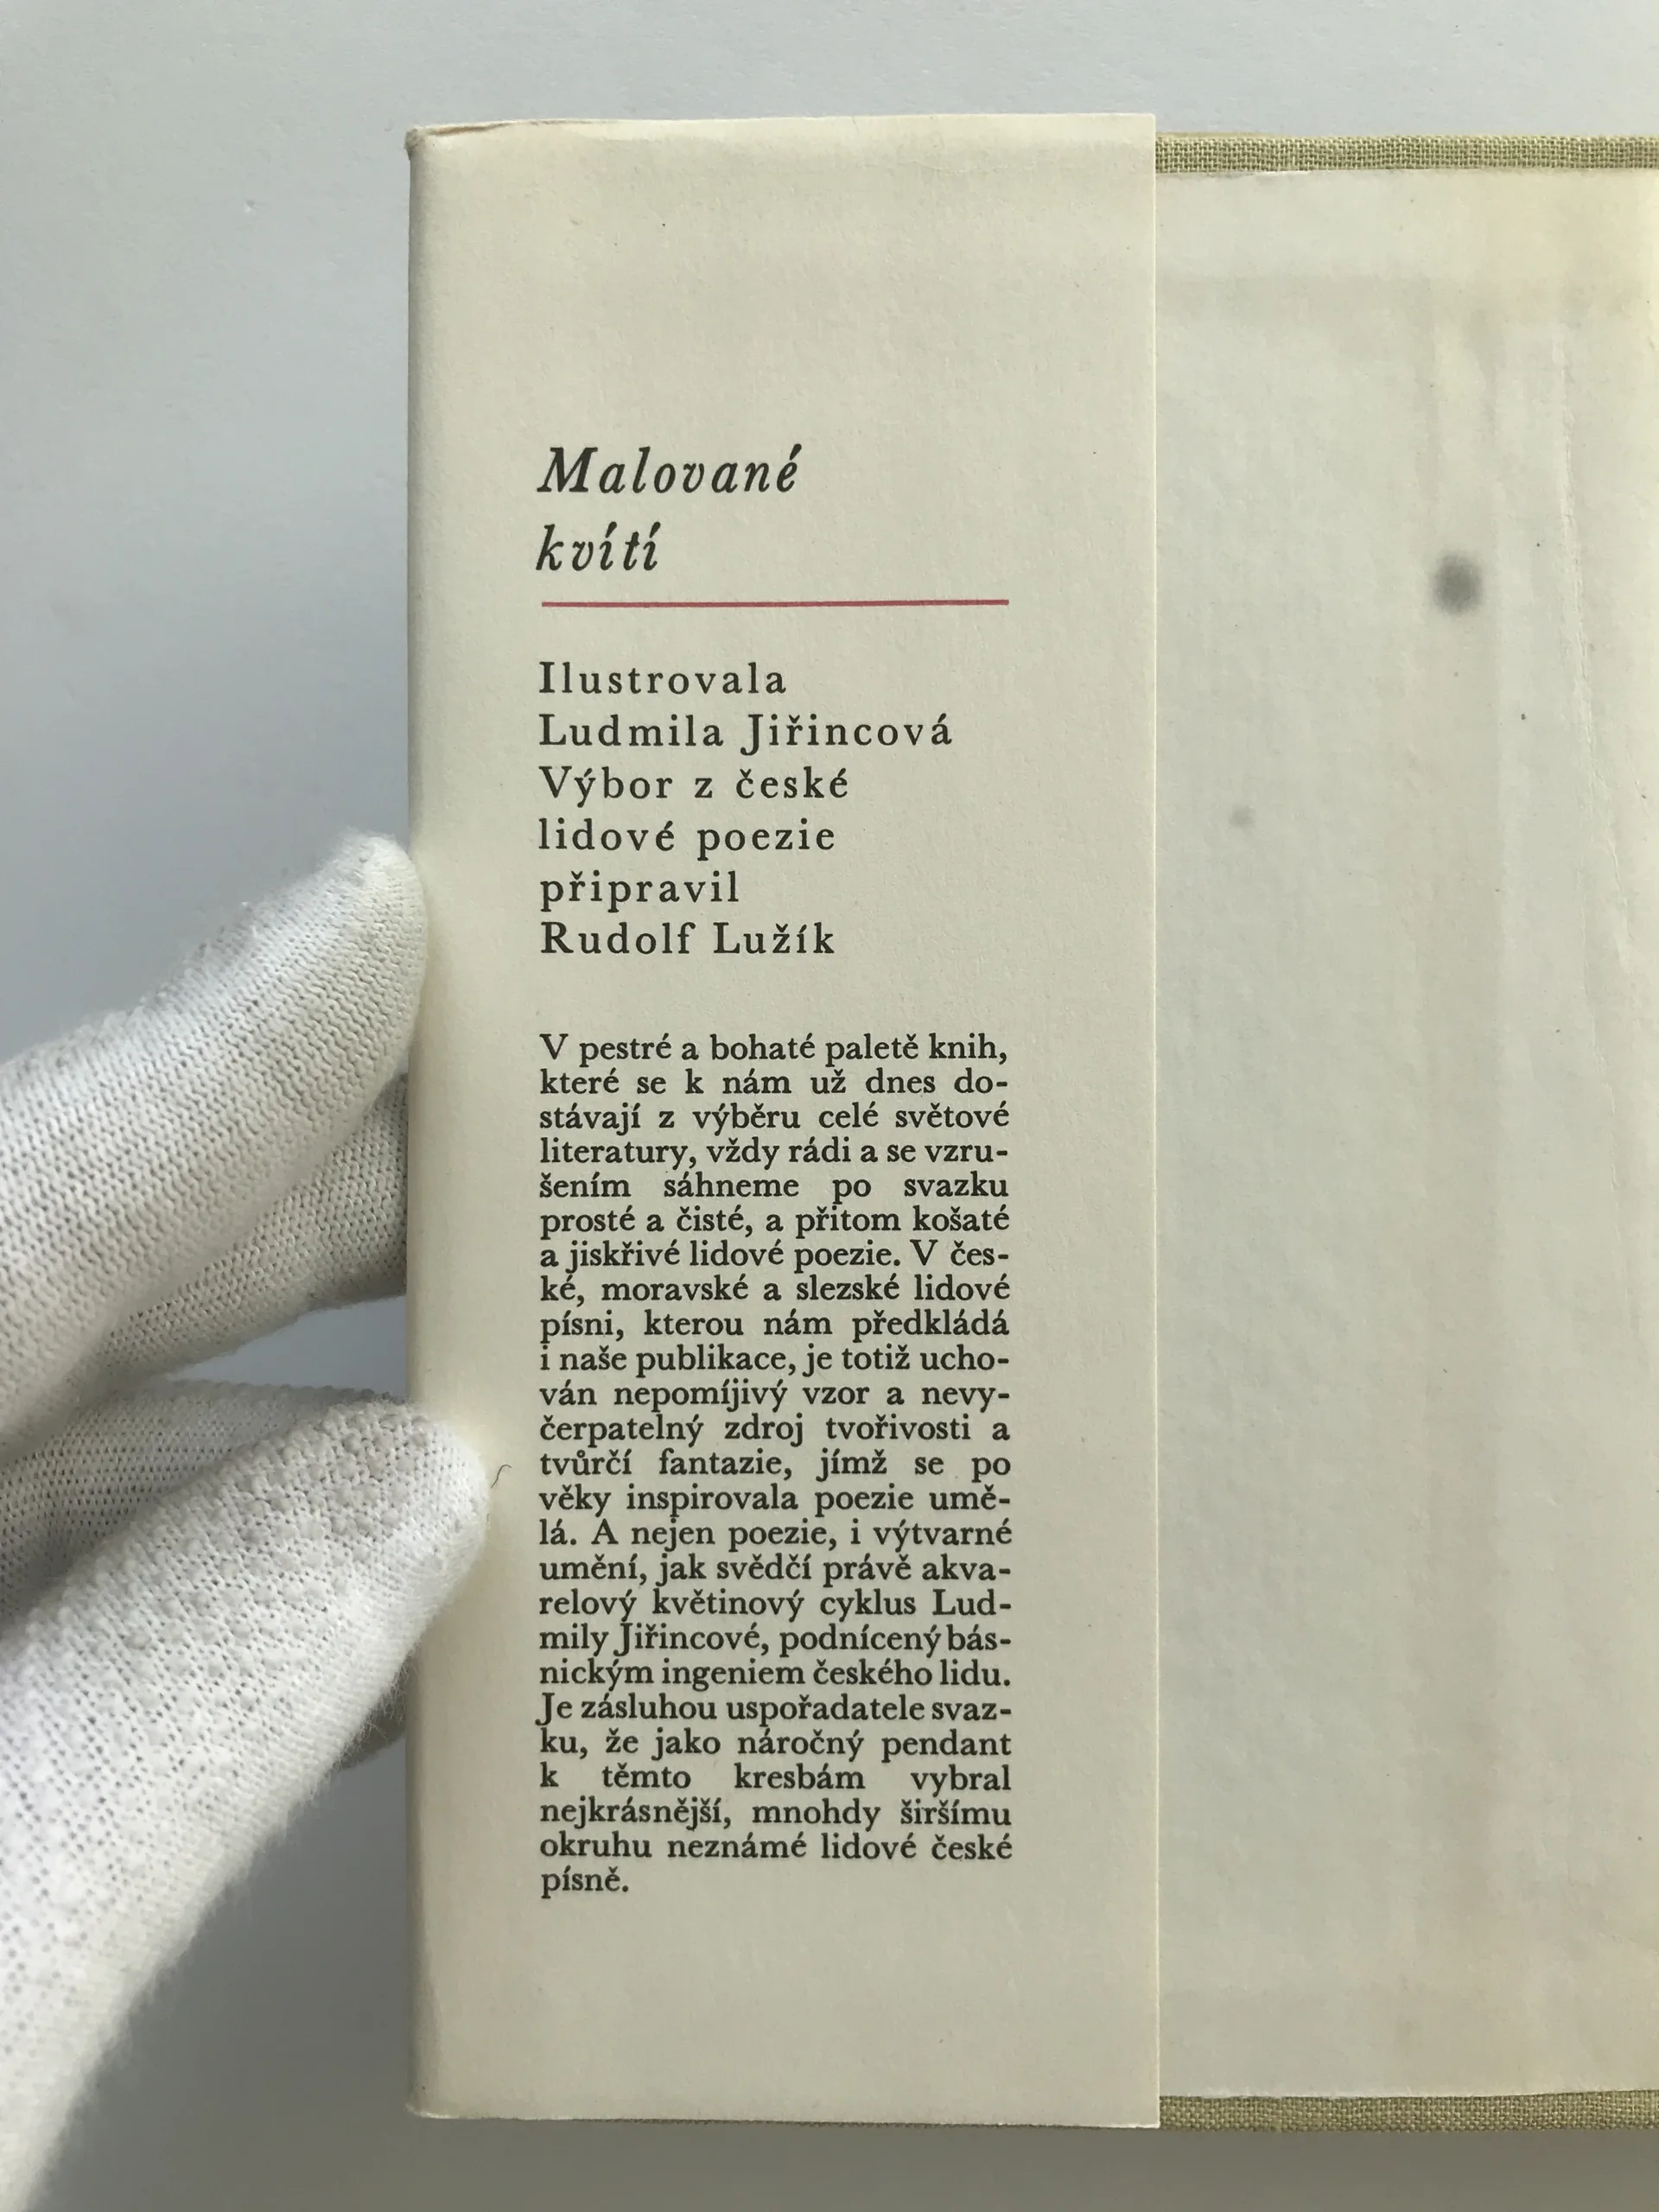 Malované
kvítí
Ilustrovala
Ludmila Jiřincová
Výbor z české
lidové poezie
připravil
Rudolf Lužík
V pestré a bohaté paletě knih,
které se k nám už dnes do-
stávají z výběru celé světové
literatury, vždy rádi a se vzru-
šením sáhneme po svazku
prosté a čisté, a přitom košaté
a jiskřivé lidové poezie. V čes-
ké, moravské a slezské lidové
písni, kterou nám předkládá
i naše publikace, je totiž ucho-
ván nepomíjivý vzor a nevy-
čerpatelný zdroj tvořivosti a
tvůrčí fantazie, jímž se po
věky inspirovala poezie umě-
lá. A nejen poezie, i výtvarné
umění, jak svědčí právě akva-
relový květinový cyklus Lud-
mily Jiřincové, podnícený bás-
nickým ingeniem českého lidu.
Je zásluhou uspořadatele svaz-
ku, že jako náročný pendant
k těmto kresbám vybral
nejkrásnější, mnohdy širšímu
okruhu neznámé lidové české
písně.